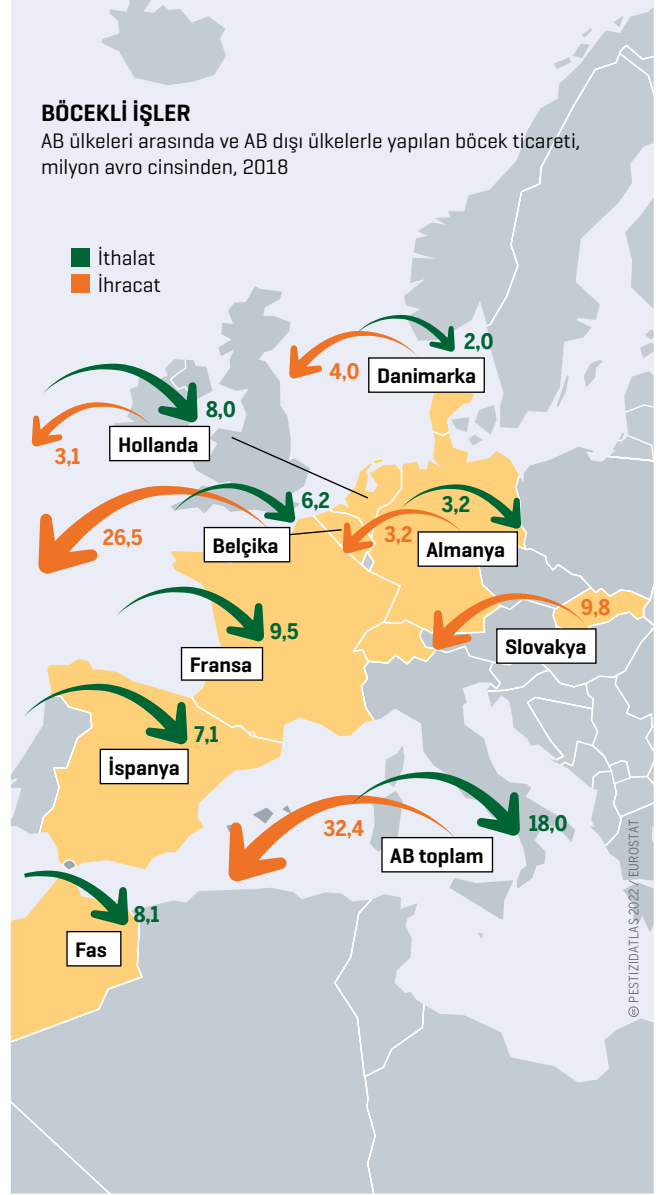 BÖCEKLİ İŞLER
AB ülkeleri arasında ve AB dışı ülkelerle yapılan böcek ticareti,
milyon avro cinsinden, 2018
İthalat
İhracat
2,0
4,0
Danimarka
8,0
3,1
Hollanda
6,2
26,5
Belçika
3,2
3,2
Almanya
9,5
Fransa
9,8
Slovakya
7,1
İspanya
32,4
18,0
AB toplam
8,1
Fas
© PESTIZIDATLAS 2022 / EUROSTAT